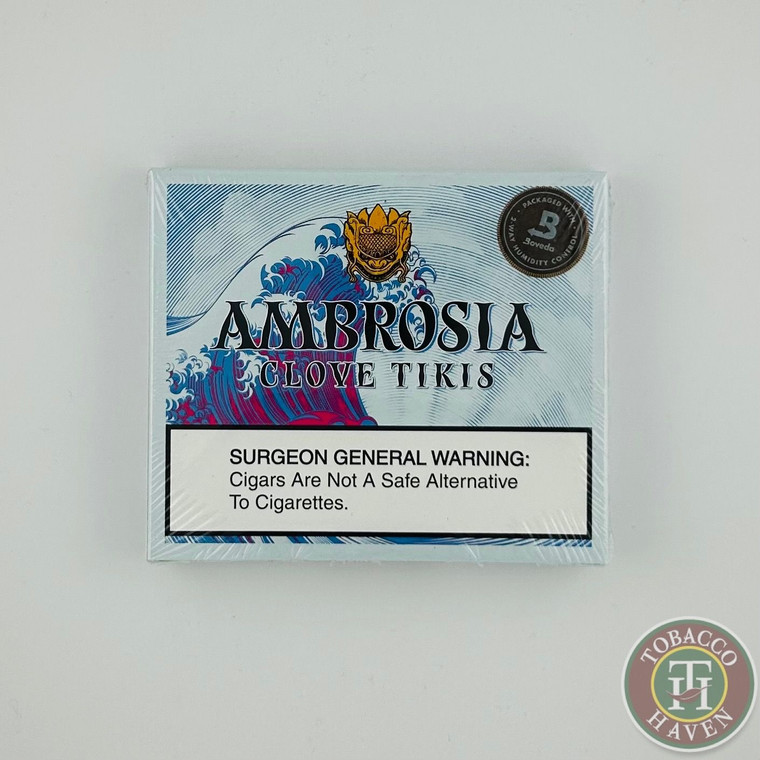 PACKAGED WITH
B
Boveda
2-WAY HUMIDITY CONTROL
AMBROSIA
CLOVE TIKIS
SURGEON GENERAL WARNING:
Cigars Are Not A Safe Alternative
To Cigarettes.
TOBACCO
TH
HAVEN